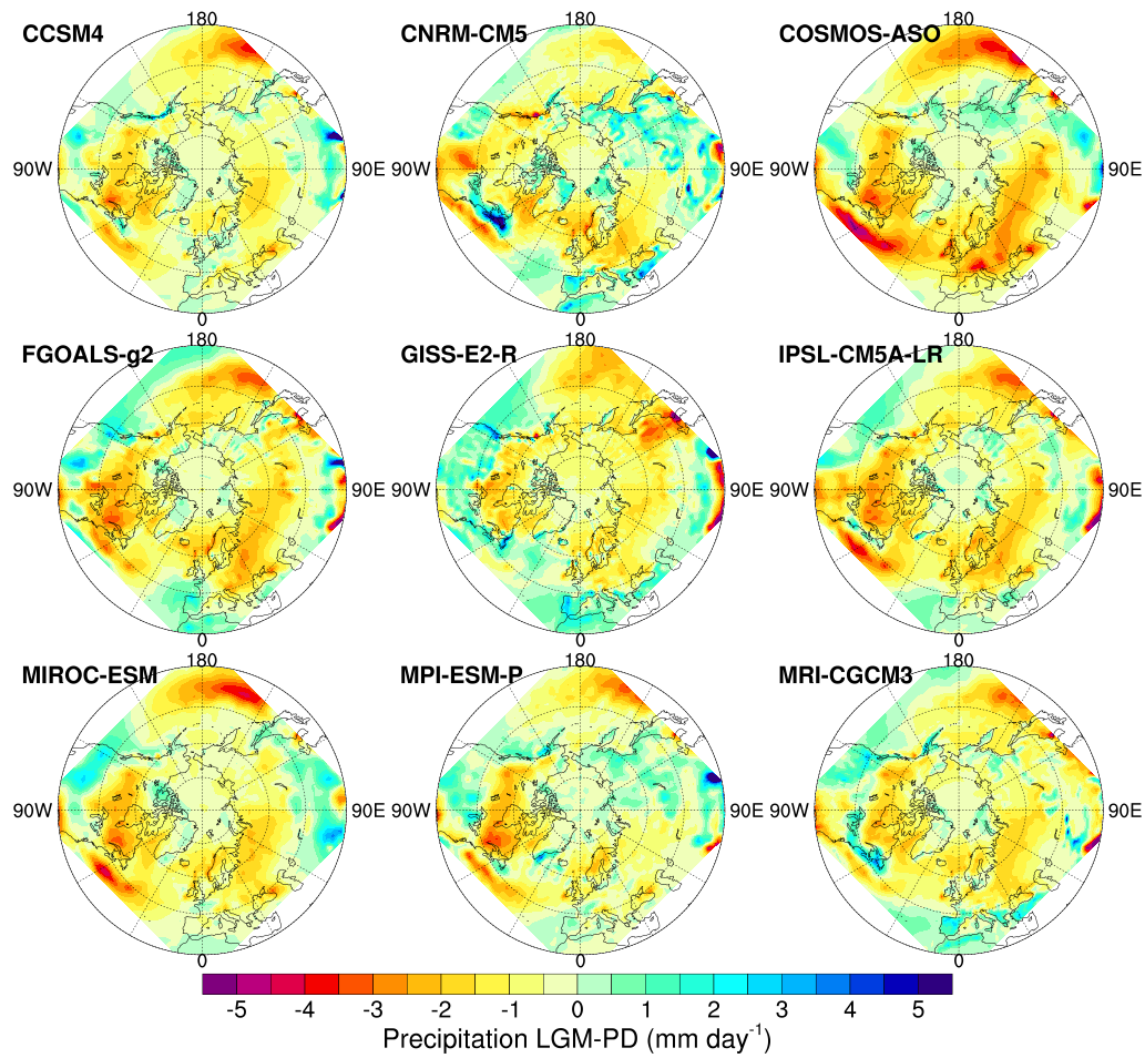 180 180 180
CCSM4 CNRM-CM5 COSMOS-ASO
90W 90E 90W 90E 90W 90E
0 0 0
180 180 180
FGOALS-g2 GISS-E2-R IPSL-CM5A-LR
90W 90E 90W 90E 90W 90E
0 0 0
180 180 180
MIROC-ESM MPI-ESM-P MRI-CGCM3
90W 90E 90W 90E 90W 90E
0 0 0
-5 -4 -3 -2 -1 0 1 2 3 4 5
Precipitation LGM-PD (mm day⁻¹)